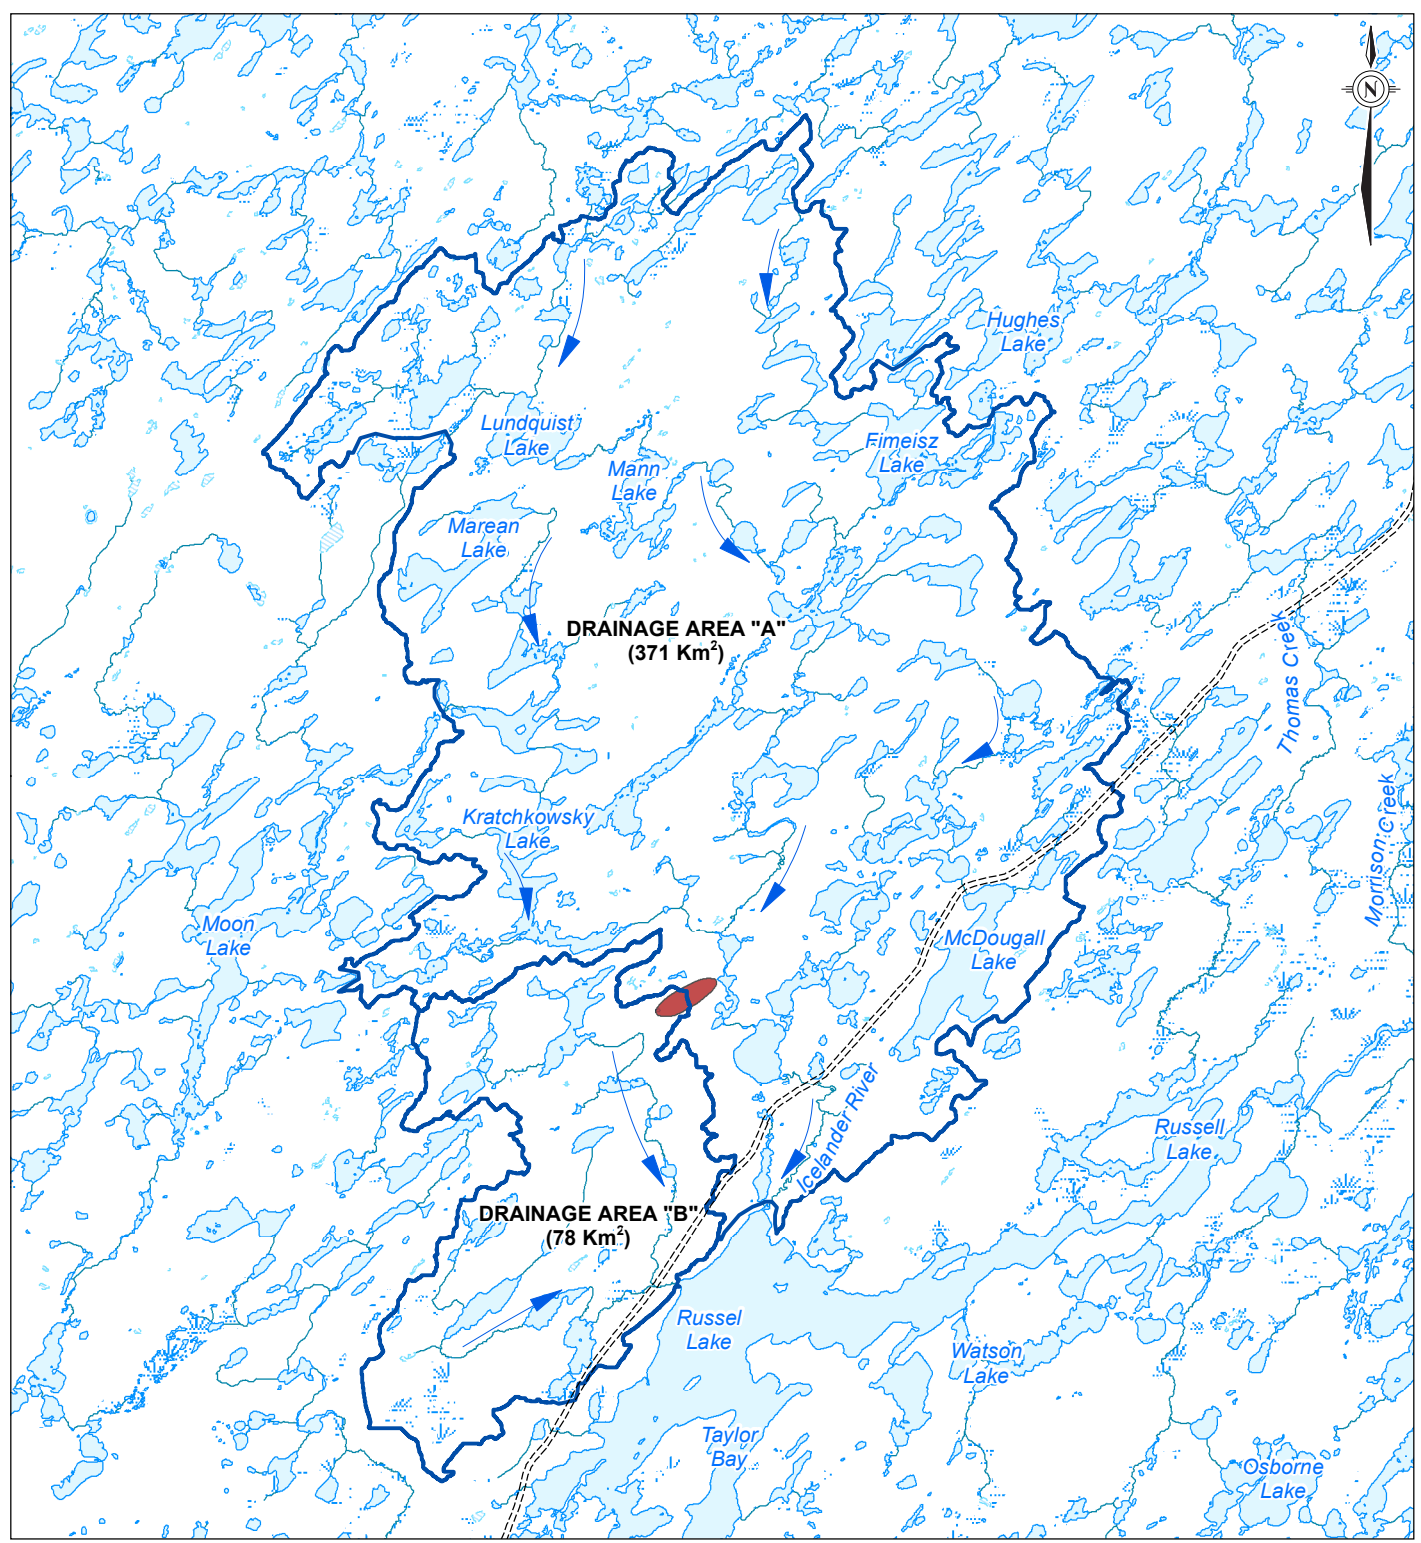 N
Hughes
Lake
Lundquist
Lake
Fimeisz
Lake
Mann
Lake
Marean
Lake
DRAINAGE AREA "A"
(371 Km²)
Thomas Creek
Kratchkowsky
Lake
Morrison Creek
Moon
Lake
McDougall
Lake
Icelander River
Russell
Lake
DRAINAGE AREA "B"
(78 Km²)
Russel
Lake
Watson
Lake
Taylor
Bay
Osborne
Lake